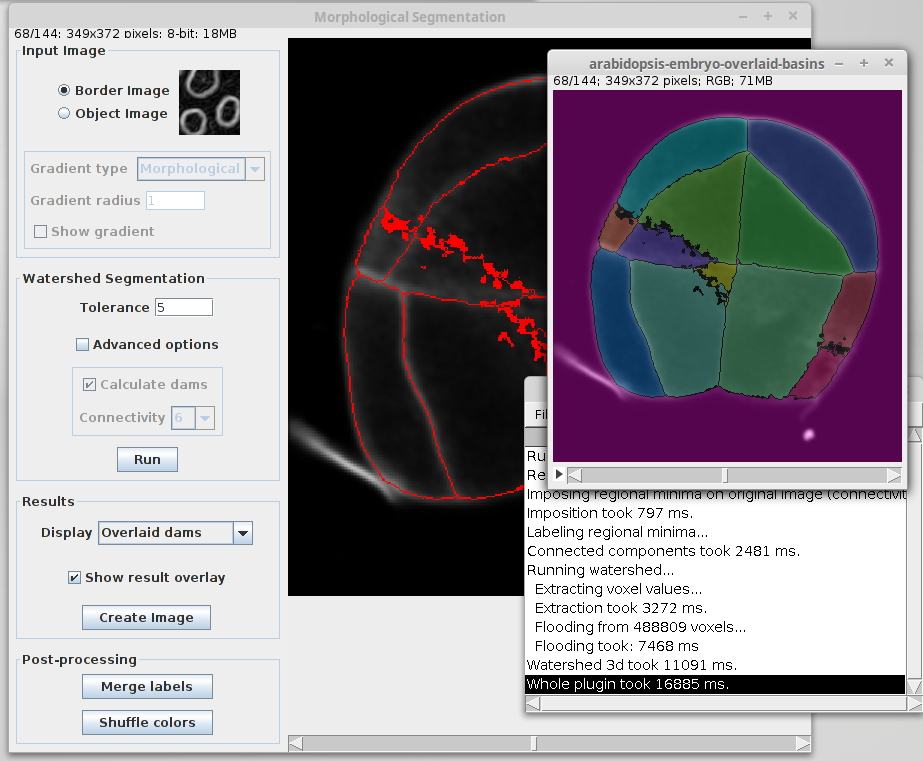 Morphological Segmentation
68/144: 349x372 pixels: 8-bit: 18MB
Input Image
Border Image
Object Image
Gradient type Morphological
Gradient radius 1
Show gradient
Watershed Segmentation
Tolerance 5
Advanced options
Calculate dams
Connectivity 6
Run
Results
Display Overlaid dams
Show result overlay
Create Image
Post-processing
Merge labels
Shuffle colors
arabidopsis-embryo-overlaid-basins
68/144; 349x372 pixels; RGB; 71MB
Imposing regional minima on original image
Imposition took 797 ms.
Labeling regional minima...
Connected components took 2481 ms.
Running watershed...
Extracting voxel values...
Extraction took 3272 ms.
Flooding from 488809 voxels...
Flooding took: 7468 ms
Watershed 3d took 11091 ms.
Whole plugin took 16885 ms.